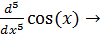 d⁵/dx⁵ cos(x) →